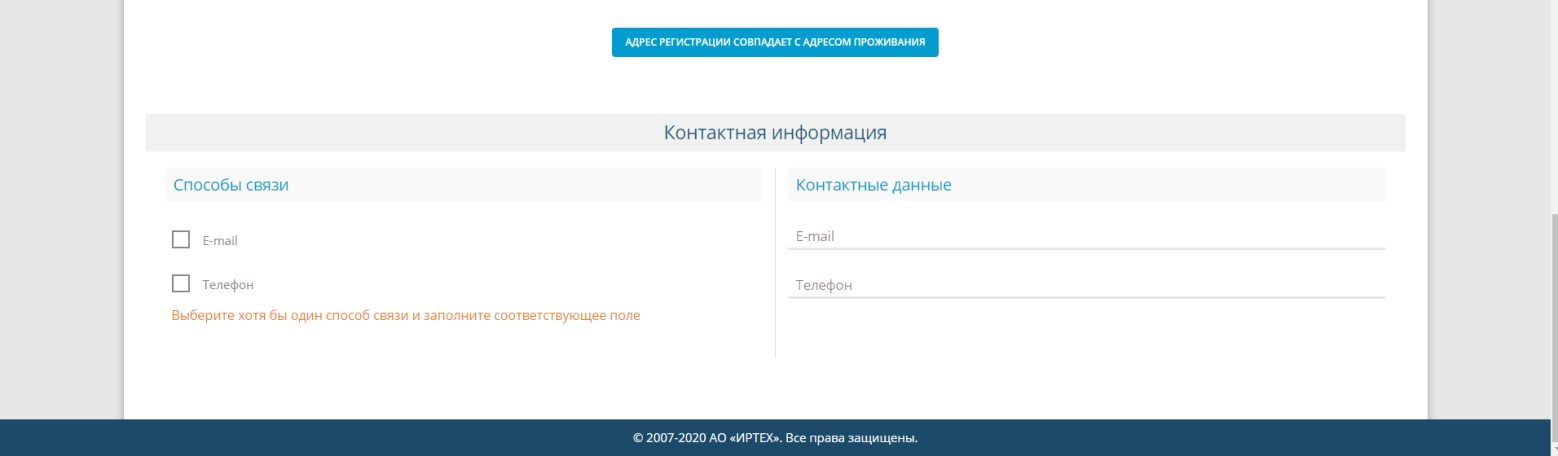 АДРЕС РЕГИСТРАЦИИ СОВПАДАЕТ С АДРЕСОМ ПРОЖИВАНИЯ
Контактная информация
Способы связи
E-mail
Телефон
Выберите хотя бы один способ связи и заполните соответствующее поле
Контактные данные
E-mail
Телефон
© 2007-2020 АО «ИРТЕХ». Все права защищены.